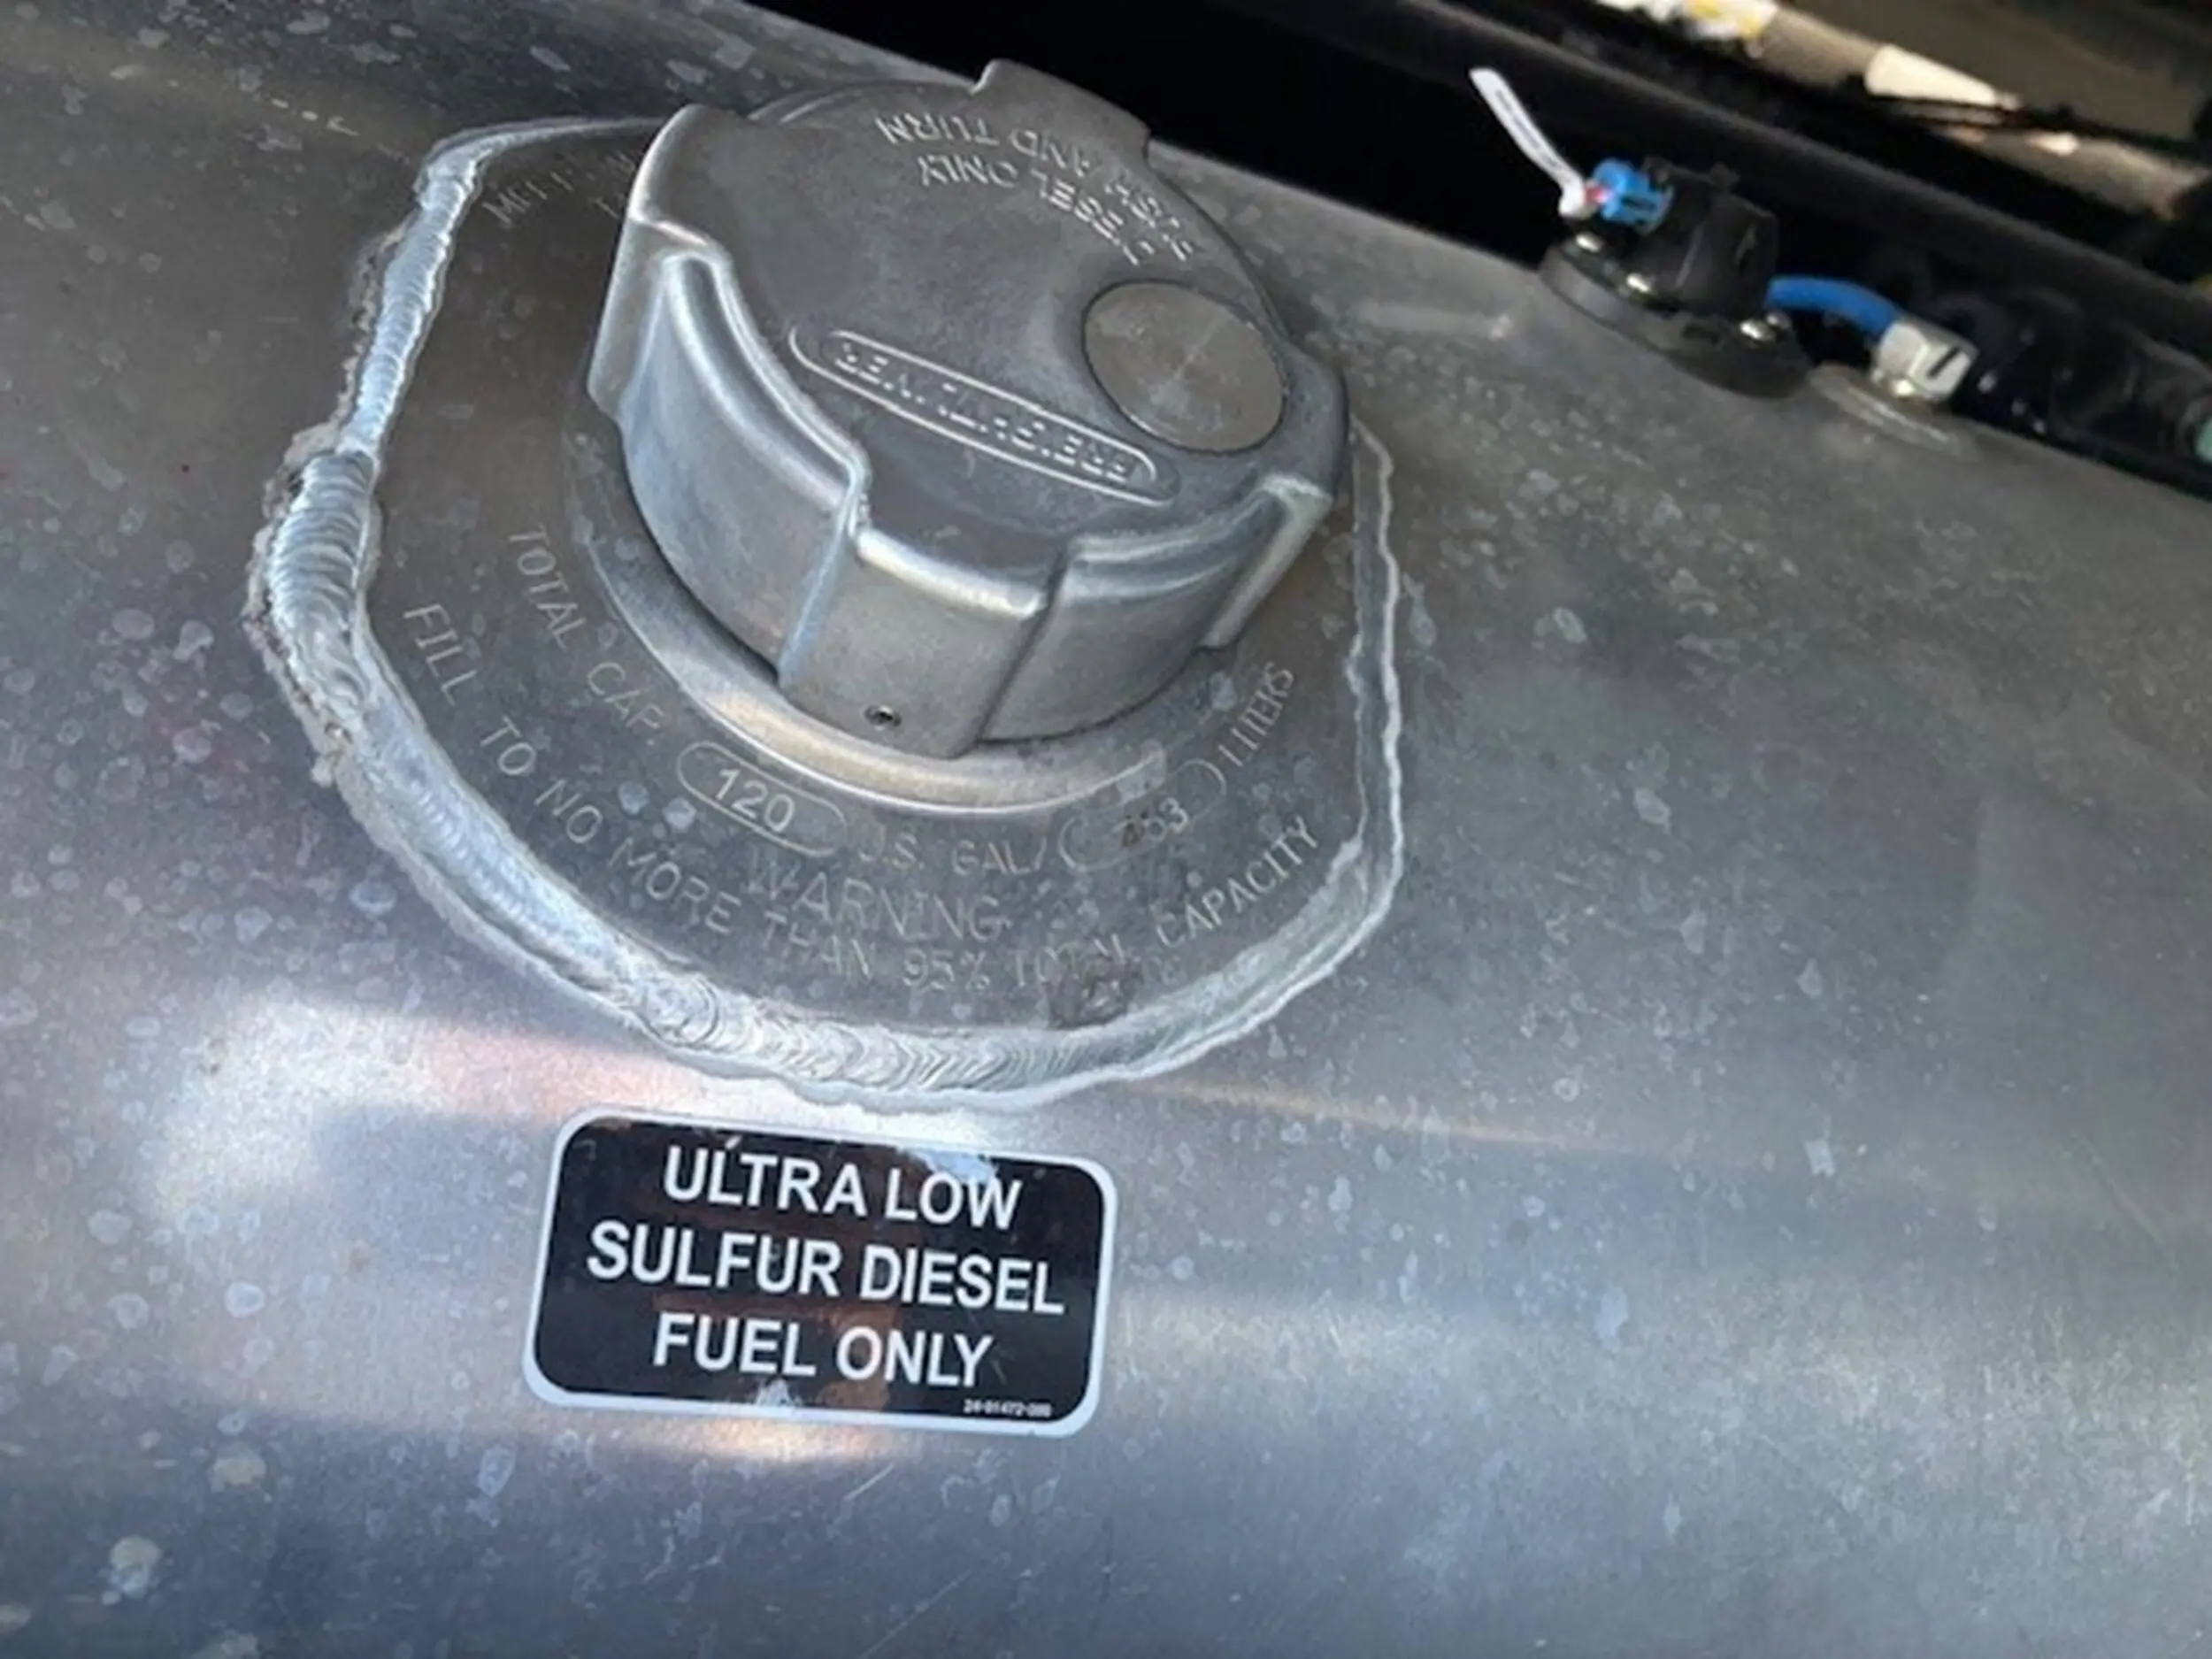 PUSH AND TURN
DIESEL ONLY
FREIGHTLINER
TOTAL CAP. 120 U.S. GAL/ LITERS
WARNING
FILL TO NO MORE THAN 95% TOTAL CAPACITY
ULTRA LOW
SULFUR DIESEL
FUEL ONLY